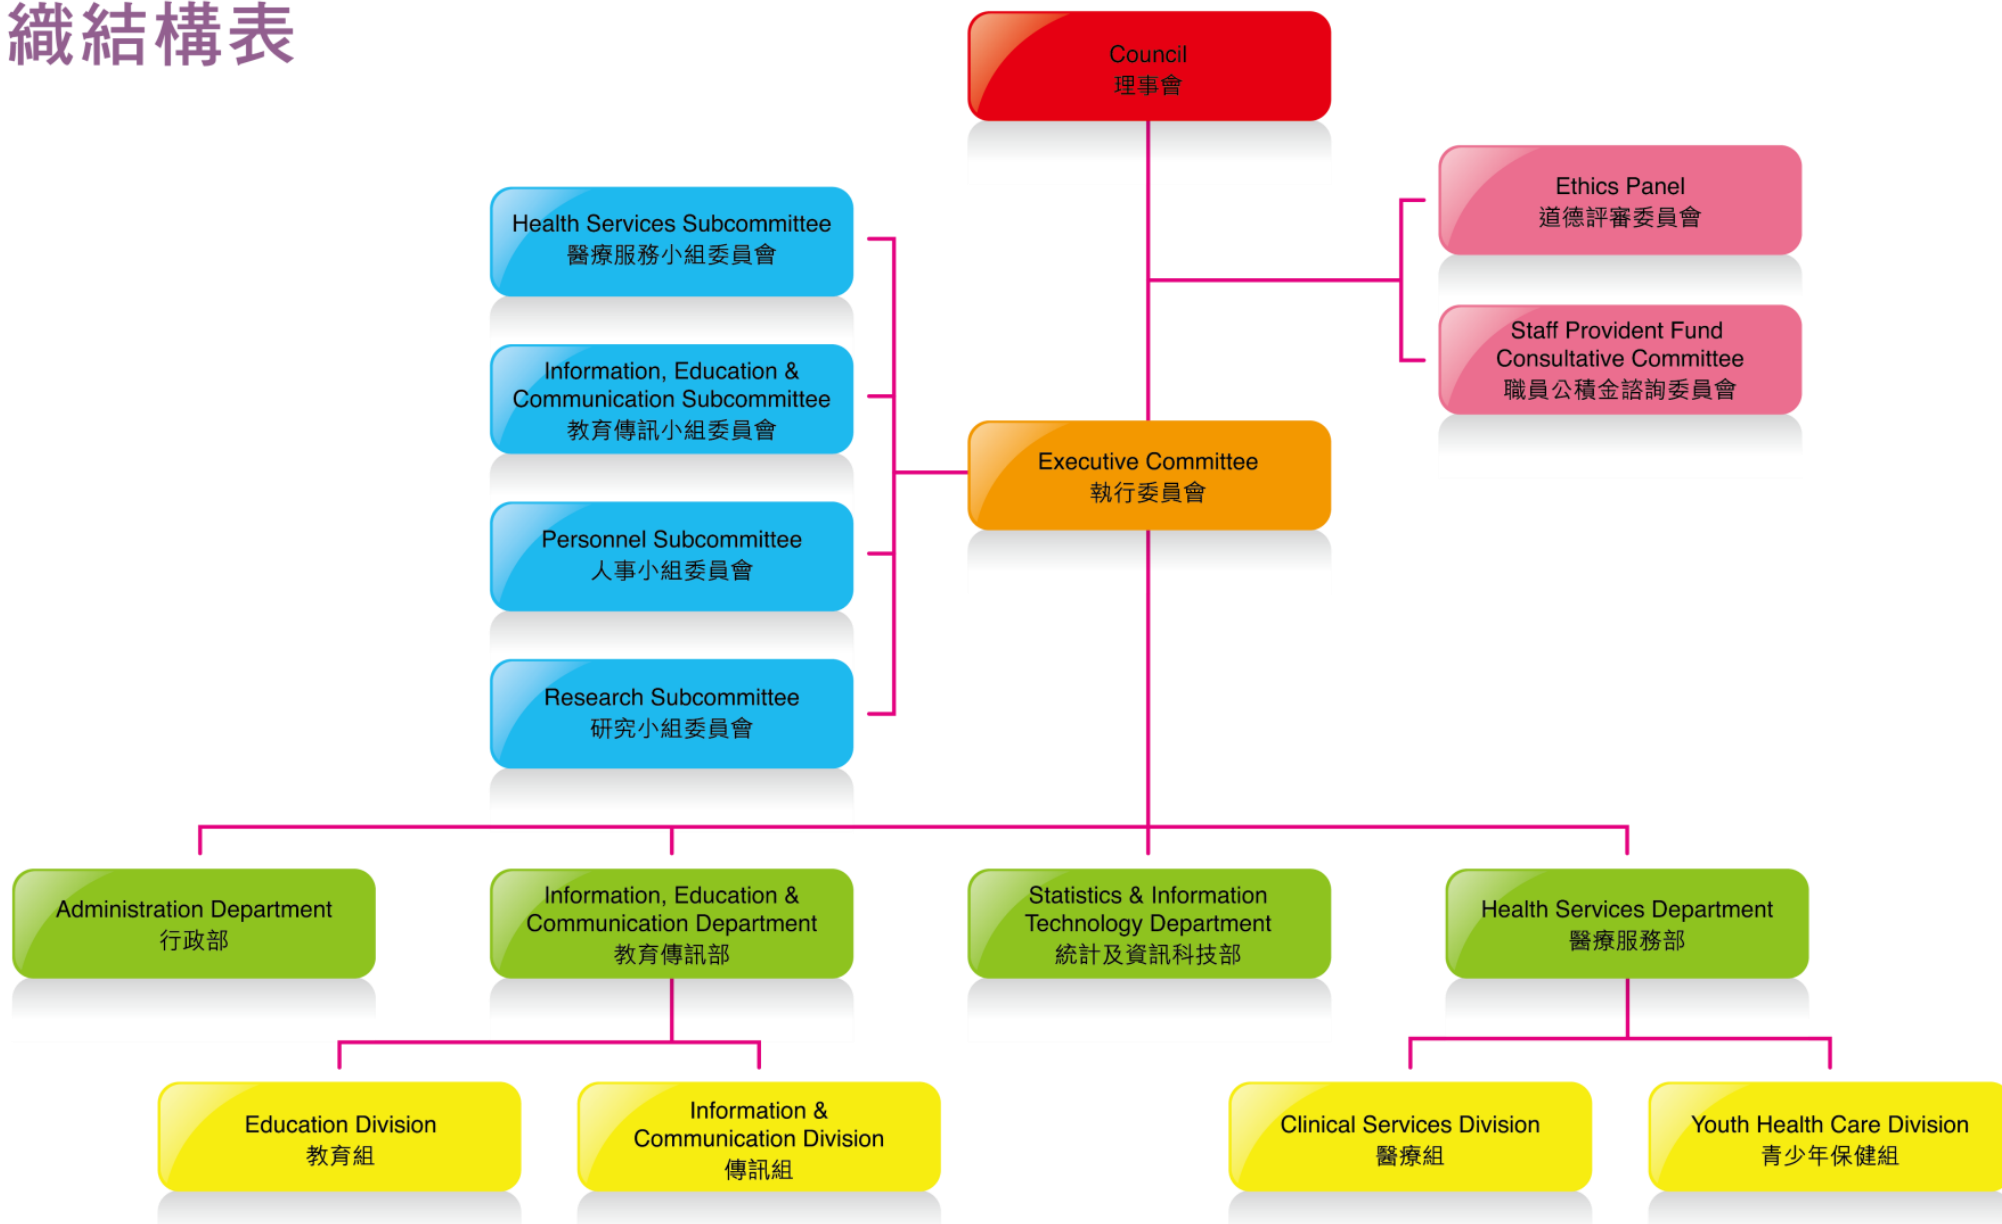 織結構表
Council
理事會
Ethics Panel
道德評審委員會
Health Services Subcommittee
醫療服務小組委員會
Staff Provident Fund
Consultative Committee
職員公積金諮詢委員會
Information, Education &
Communication Subcommittee
教育傳訊小組委員會
Executive Committee
執行委員會
Personnel Subcommittee
人事小組委員會
Research Subcommittee
研究小組委員會
Administration Department
行政部
Information, Education &
Communication Department
教育傳訊部
Statistics & Information
Technology Department
統計及資訊科技部
Health Services Department
醫療服務部
Education Division
教育組
Information &
Communication Division
傳訊組
Clinical Services Division
醫療組
Youth Health Care Division
青少年保健組